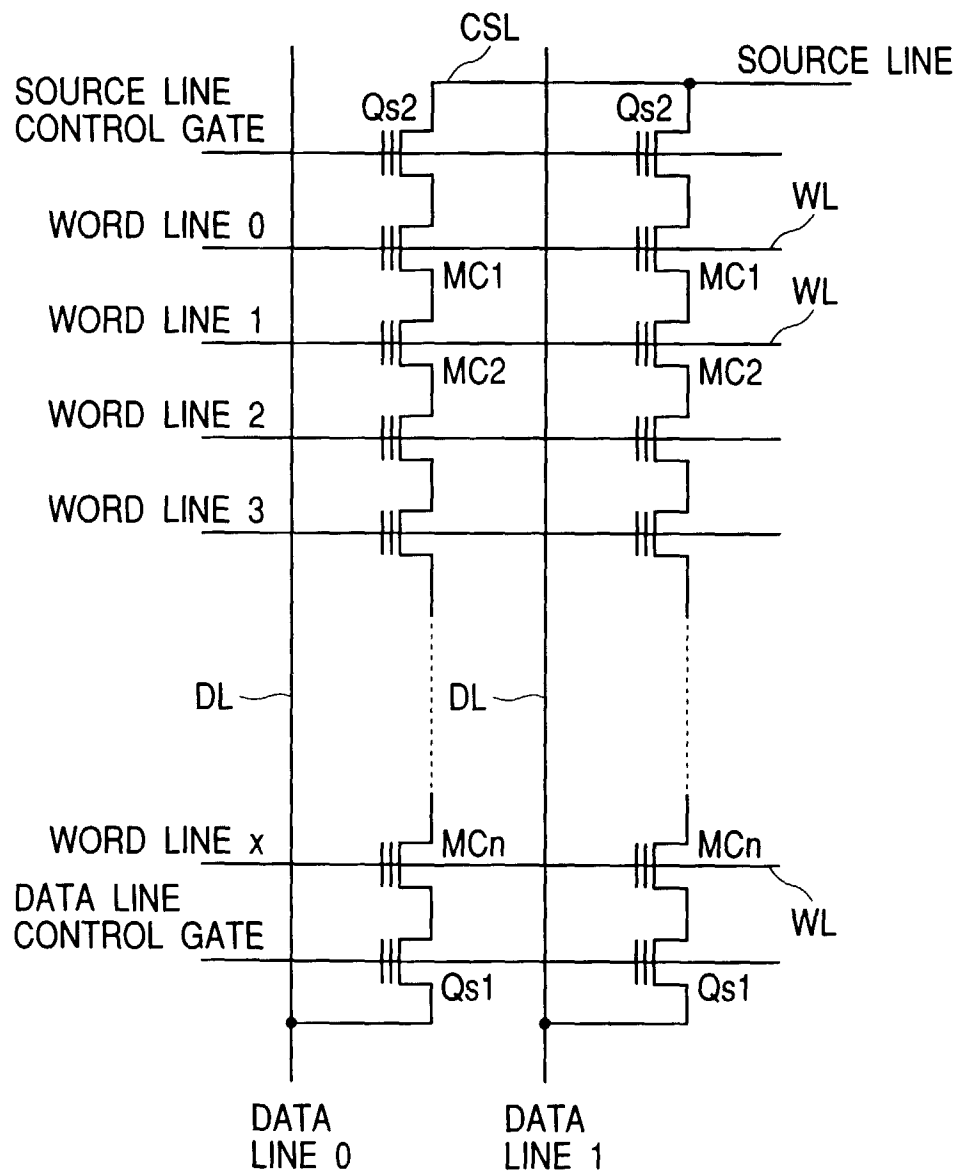 CSL
SOURCE LINE
SOURCE LINE
CONTROL GATE
Qs2
Qs2
WORD LINE 0
WL
MC1
MC1
WORD LINE 1
WL
MC2
MC2
WORD LINE 2
WORD LINE 3
DL
DL
WORD LINE x
MCn
MCn
DATA LINE
CONTROL GATE
WL
Qs1
Qs1
DATA
LINE 0
DATA
LINE 1